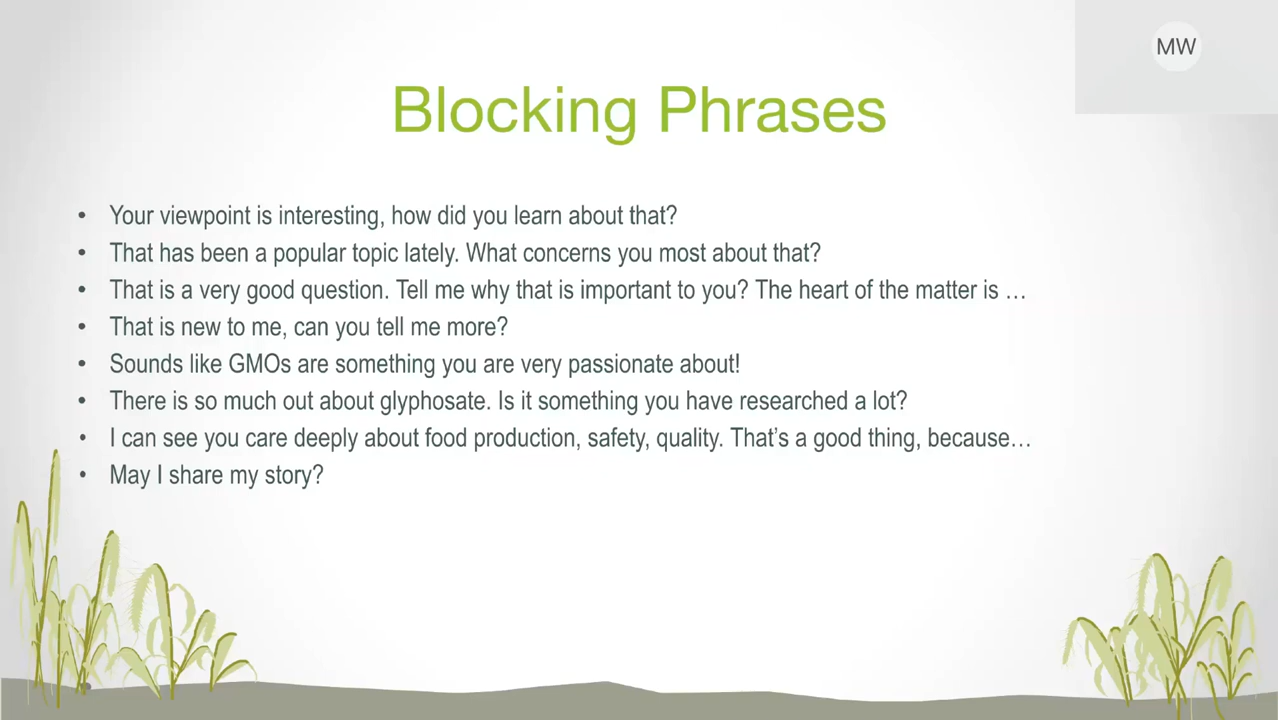 MW
Blocking Phrases
• Your viewpoint is interesting, how did you learn about that?
• That has been a popular topic lately. What concerns you most about that?
• That is a very good question. Tell me why that is important to you? The heart of the matter is …
• That is new to me, can you tell me more?
• Sounds like GMOs are something you are very passionate about!
• There is so much out about glyphosate. Is it something you have researched a lot?
• I can see you care deeply about food production, safety, quality. That’s a good thing, because…
• May I share my story?